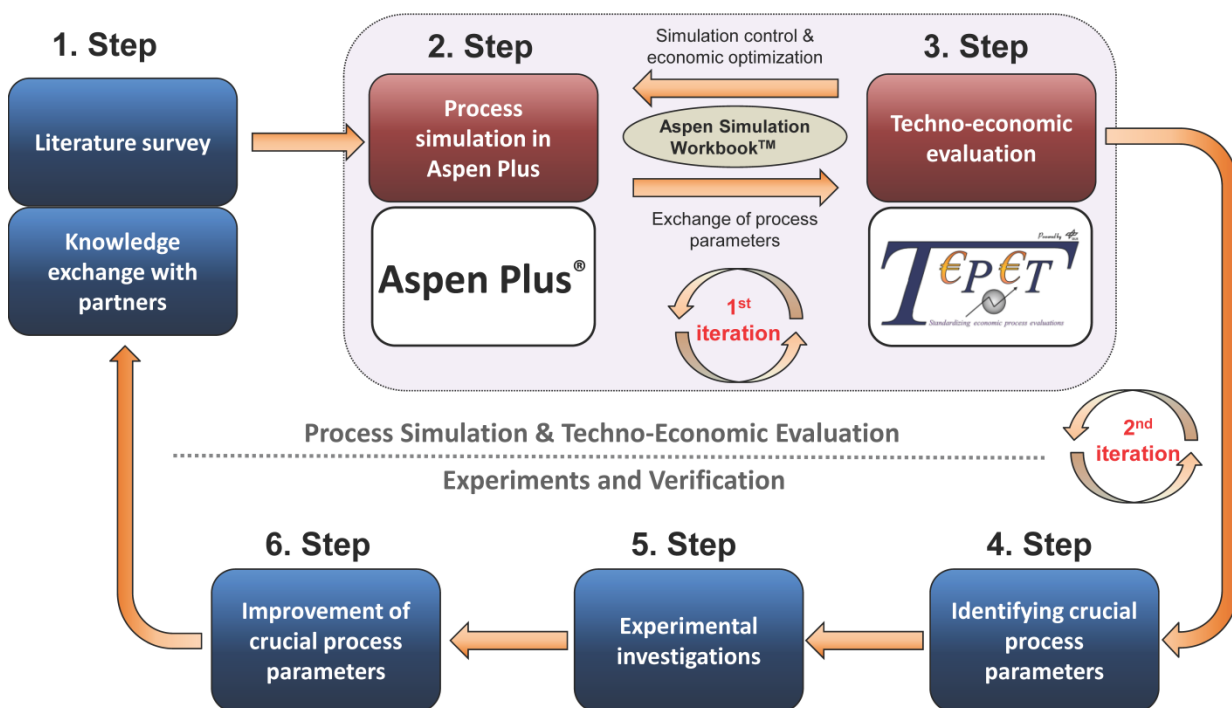 1. Step
Literature survey
Knowledge
exchange with
partners
2. Step
Process
simulation in
Aspen Plus
Aspen Plus®
Simulation control &
economic optimization
Aspen Simulation
Workbook™
Exchange of process
parameters
1st
iteration
3. Step
Techno-economic
evaluation
Powered by DLR
T€P€T
Standardizing economic process evaluations
Process Simulation & Techno-Economic Evaluation
Experiments and Verification
2nd
iteration
4. Step
Identifying crucial
process
parameters
5. Step
Experimental
investigations
6. Step
Improvement of
crucial process
parameters